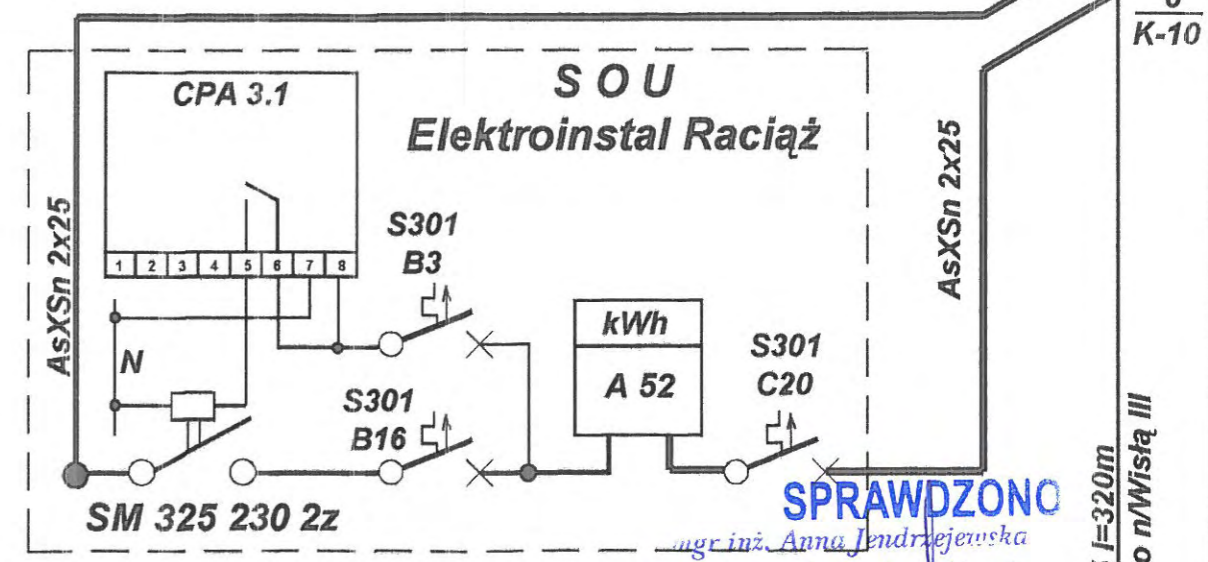 K-10
S O U
Elektroinstal Raciąż
CPA 3.1
1 2 3 4 5 6 7 8
AsXSn 2x25
S301
B3
N
S301
B16
kWh
A 52
S301
C20
AsXSn 2x25
SM 325 230 2z
SPRAWDZONO
mgr inż. Anna Jendrzejewska
l=320m
n/Wisłą III